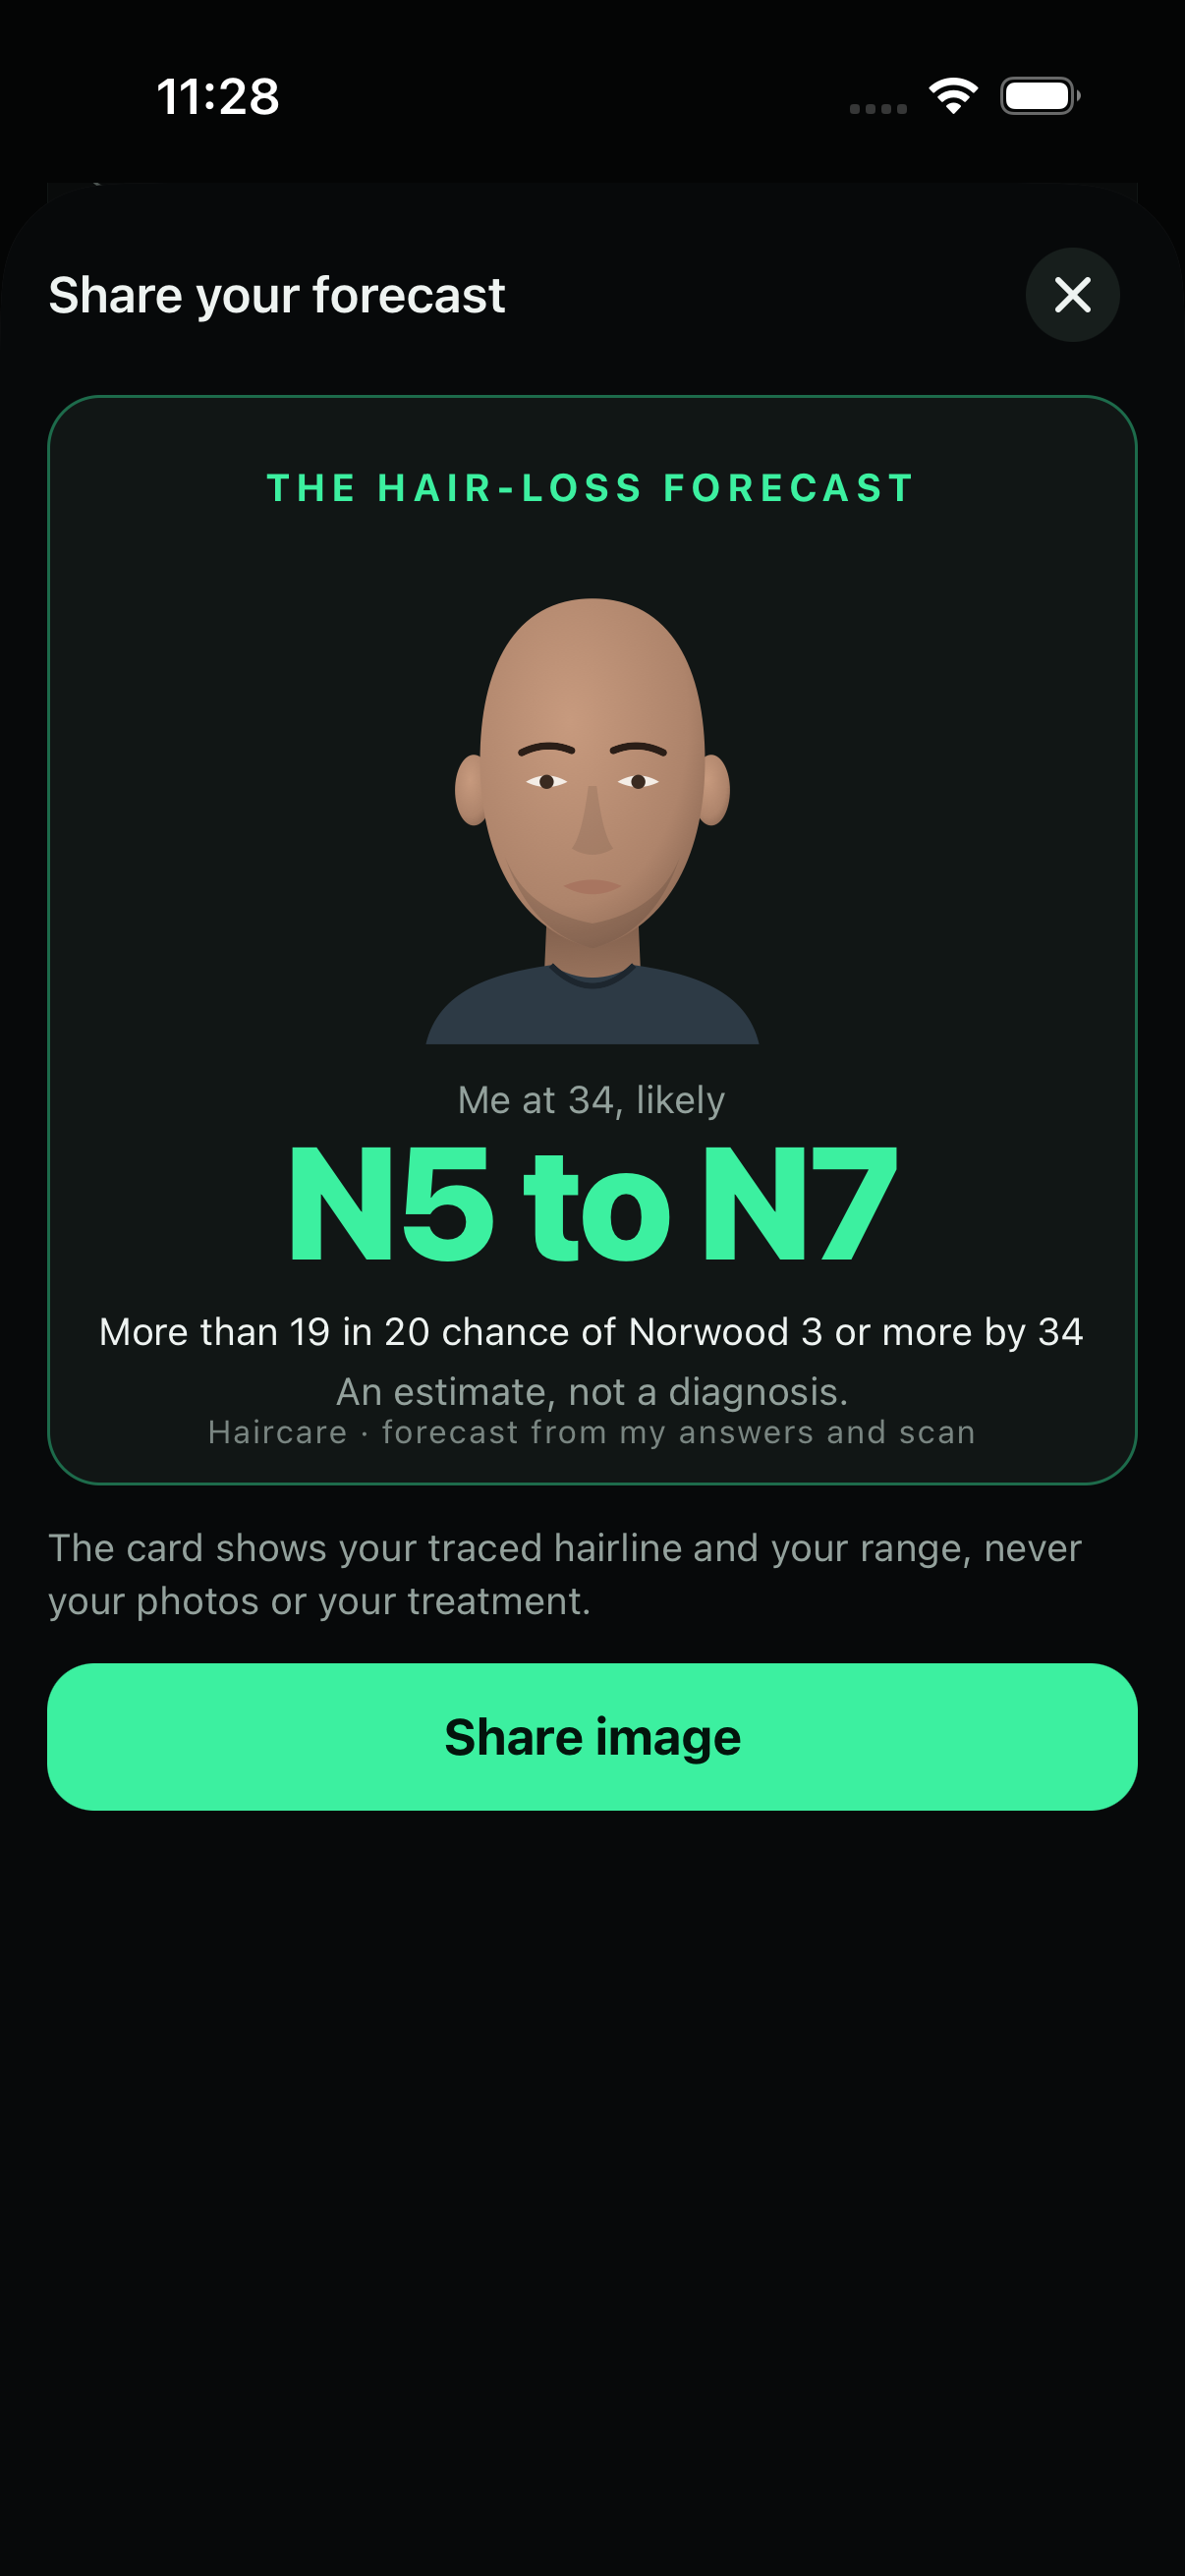 11:28
Share your forecast
THE HAIR-LOSS FORECAST
Me at 34, likely
N5 to N7
More than 19 in 20 chance of Norwood 3 or more by 34
An estimate, not a diagnosis.
Haircare · forecast from my answers and scan
The card shows your traced hairline and your range, never
your photos or your treatment.
Share image